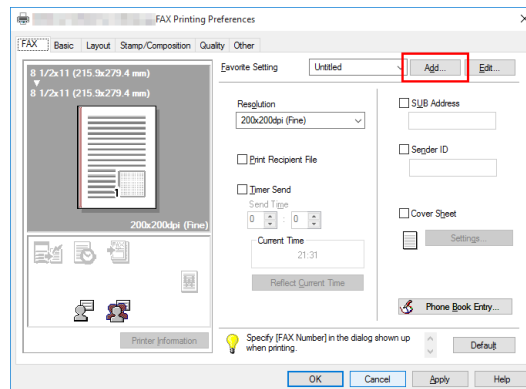 FAX Printing Preferences
FAX Basic Layout Stamp/Composition Quality Other
8 1/2x11 (215.9x279.4 mm)
8 1/2x11 (215.9x279.4 mm)
1
200x200dpi (Fine)
Printer Information
Favorite Setting Untitled Add... Edit...
Resolution
200x200dpi (Fine)
Print Recipient File
Timer Send
Send Time
0 : 0
Current Time
21:31
Reflect Current Time
SUB Address
Sender ID
Cover Sheet
Settings...
Phone Book Entry...
Specify [FAX Number] in the dialog shown up
when printing.
Default
OK Cancel Apply Help